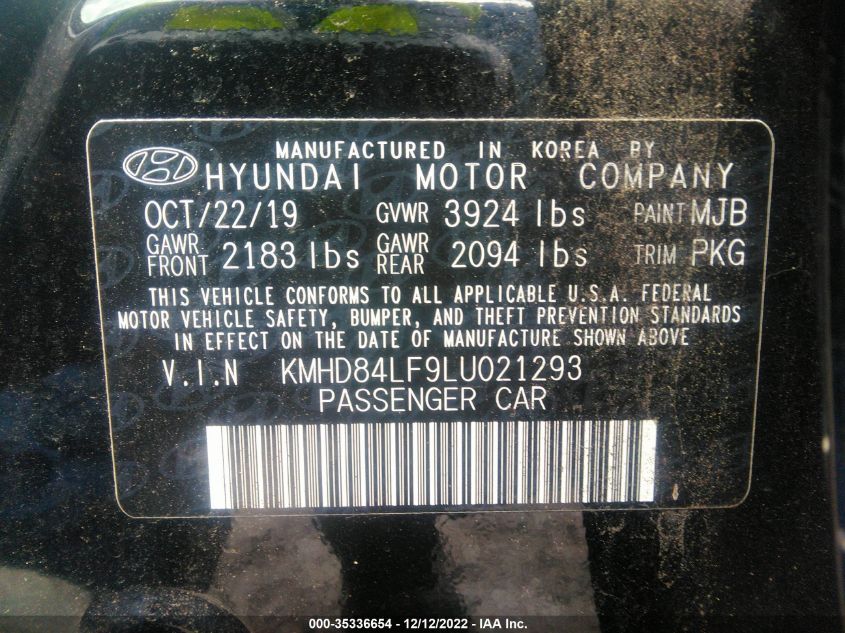 MANUFACTURED IN KOREA BY
HYUNDAI MOTOR COMPANY
OCT/22/19 GVWR 3924 lbs PAINT MJB
GAWR FRONT 2183 lbs GAWR REAR 2094 lbs TRIM PKG
THIS VEHICLE CONFORMS TO ALL APPLICABLE U.S.A. FEDERAL
MOTOR VEHICLE SAFETY, BUMPER, AND THEFT PREVENTION STANDARDS
IN EFFECT ON THE DATE OF MANUFACTURE SHOWN ABOVE
V.I.N KMHD84LF9LU021293
PASSENGER CAR
000-35336654 - 12/12/2022 - IAA Inc.